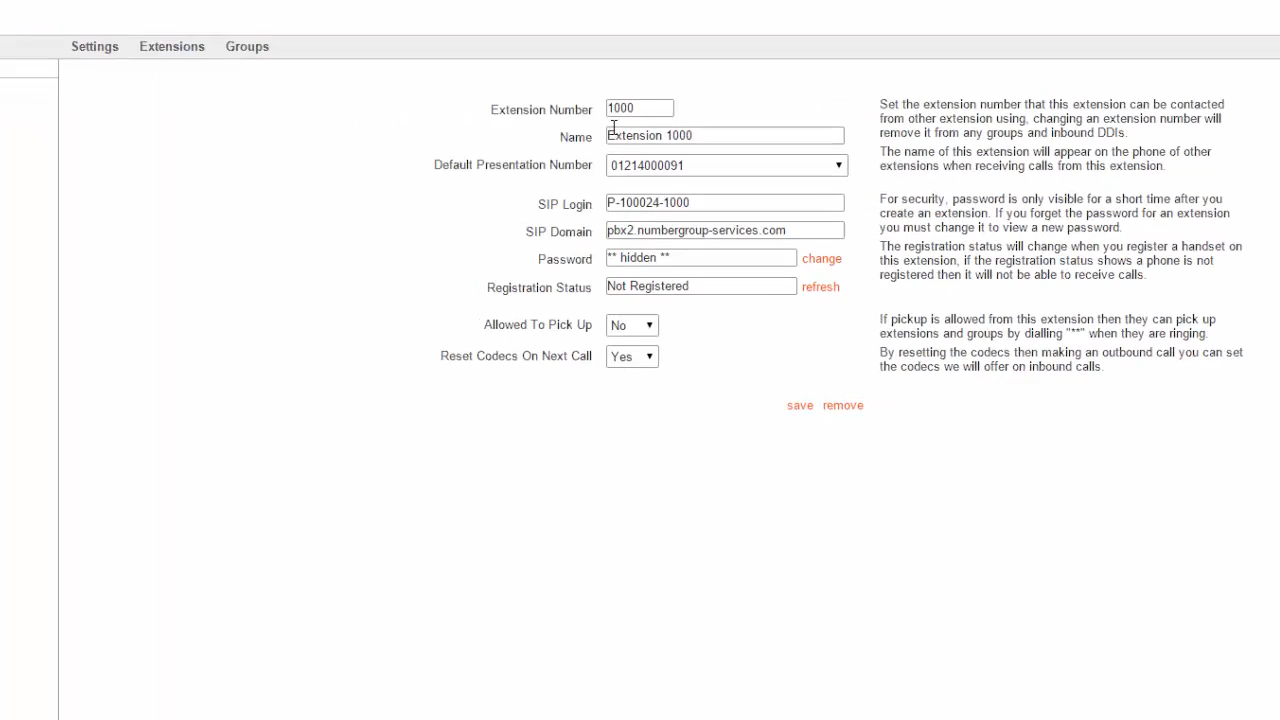 Settings Extensions Groups
Extension Number 1000
Set the extension number that this extension can be contacted
from other extension using, changing an extension number will
remove it from any groups and inbound DDIs.
Name Extension 1000
The name of this extension will appear on the phone of other
extensions when receiving calls from this extension.
Default Presentation Number 01214000091
SIP Login P-100024-1000
For security, password is only visible for a short time after you
create an extension. If you forget the password for an extension
you must change it to view a new password.
SIP Domain pbx2.numbergroup-services.com
Password ** hidden ** change
The registration status will change when you register a handset on
this extension, if the registration status shows a phone is not
registered then it will not be able to receive calls.
Registration Status Not Registered refresh
Allowed To Pick Up No
If pickup is allowed from this extension then they can pick up
extensions and groups by dialling "**" when they are ringing.
Reset Codecs On Next Call Yes
By resetting the codecs then making an outbound call you can set
the codecs we will offer on inbound calls.
save remove